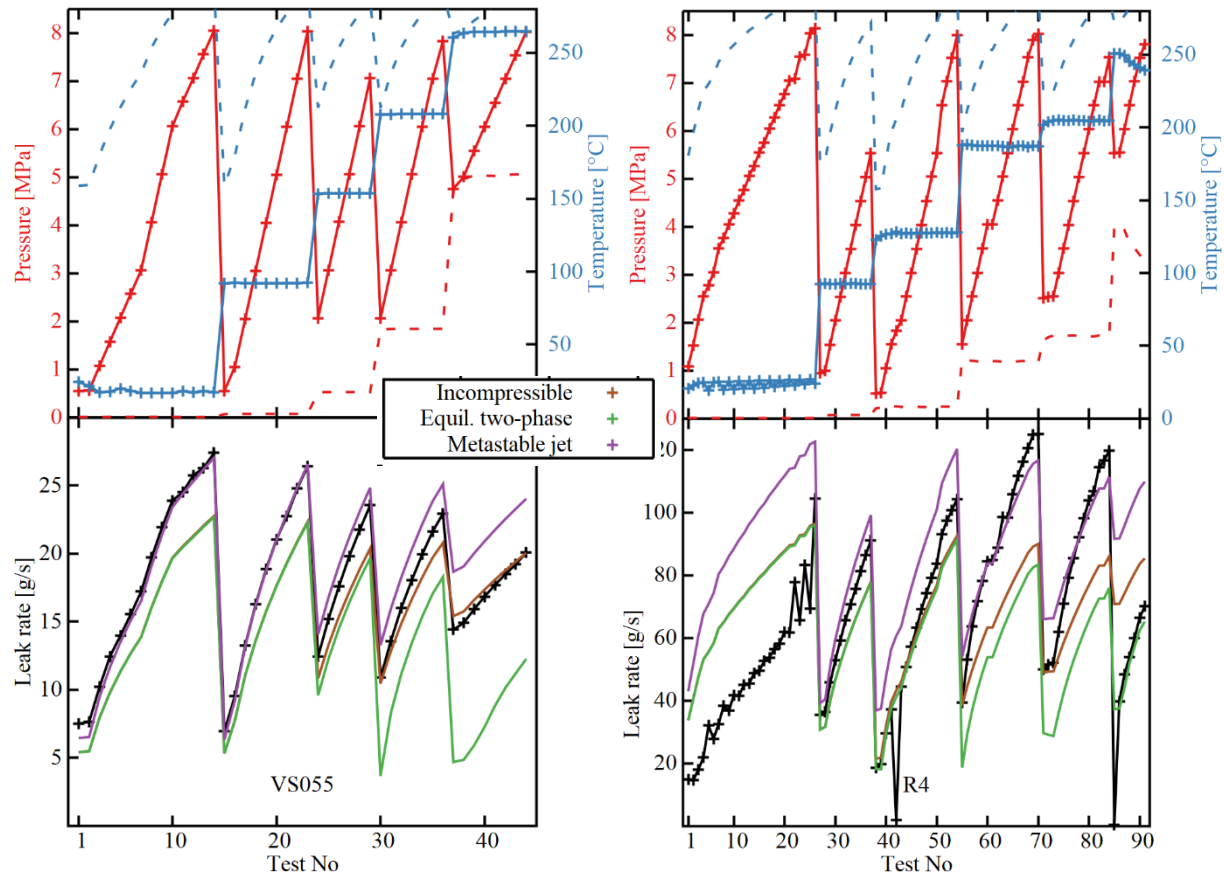 8
7
6
5
4
3
2
1
0
Pressure [MPa]
250
200
150
100
50
0
Temperature [°C]
8
7
6
5
4
3
2
1
0
Pressure [MPa]
250
200
150
100
50
0
Temperature [°C]
Incompressible
Equil. two-phase
Metastable jet
25
20
15
10
5
Leak rate [g/s]
VS055
1 10 20 30 40
Test No
120
100
80
60
40
20
Leak rate [g/s]
R4
1 10 20 30 40 50 60 70 80 90
Test No